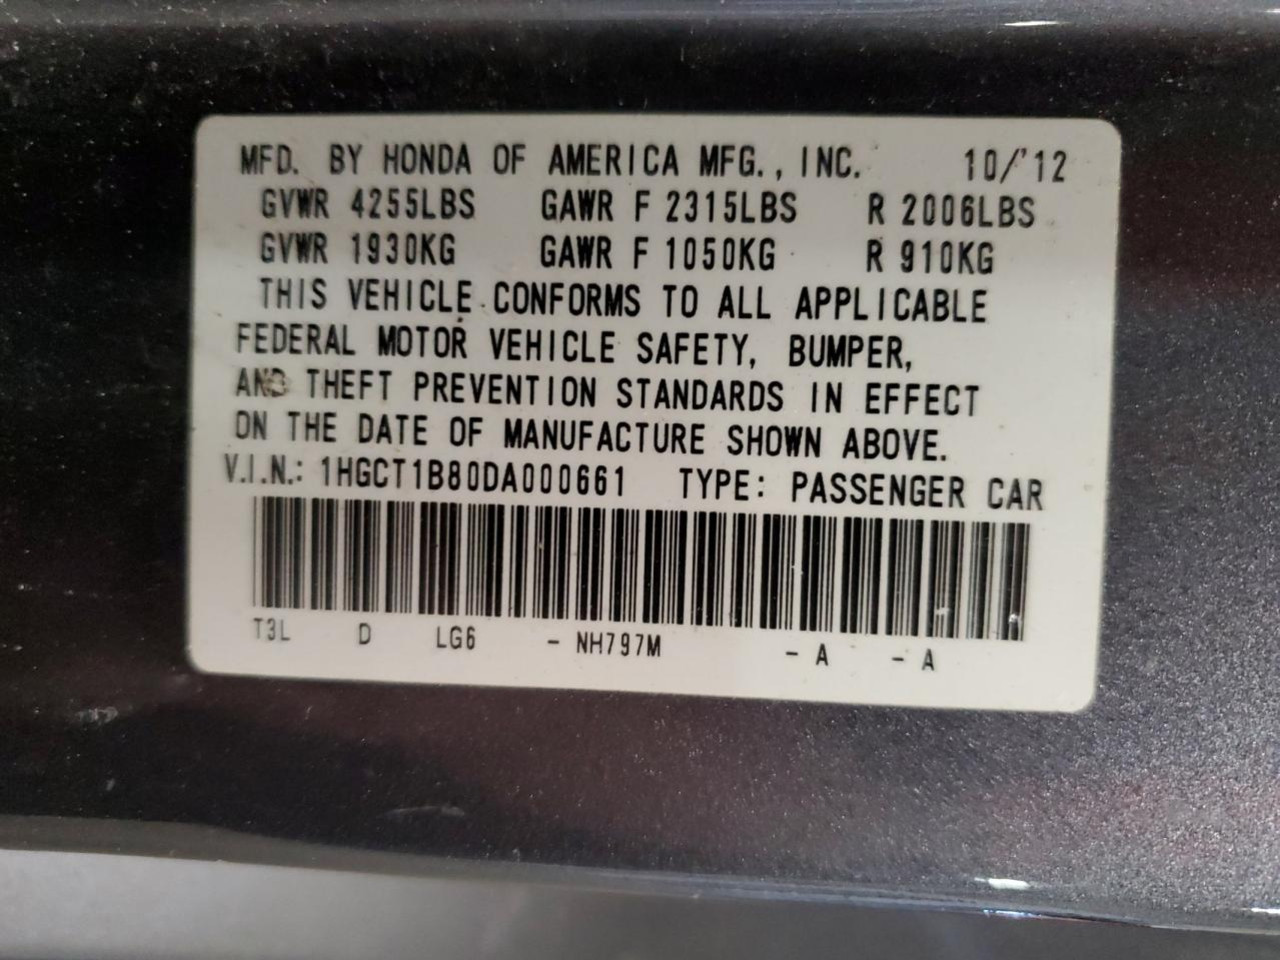 MFD. BY HONDA OF AMERICA MFG., INC. 10/'12
GVWR 4255LBS GAWR F 2315LBS R 2006LBS
GVWR 1930KG GAWR F 1050KG R 910KG
THIS VEHICLE CONFORMS TO ALL APPLICABLE
FEDERAL MOTOR VEHICLE SAFETY, BUMPER,
AND THEFT PREVENTION STANDARDS IN EFFECT
ON THE DATE OF MANUFACTURE SHOWN ABOVE.
V.I.N.: 1HGCT1B80DA000661 TYPE: PASSENGER CAR
T3L D LG6 - NH797M - A - A